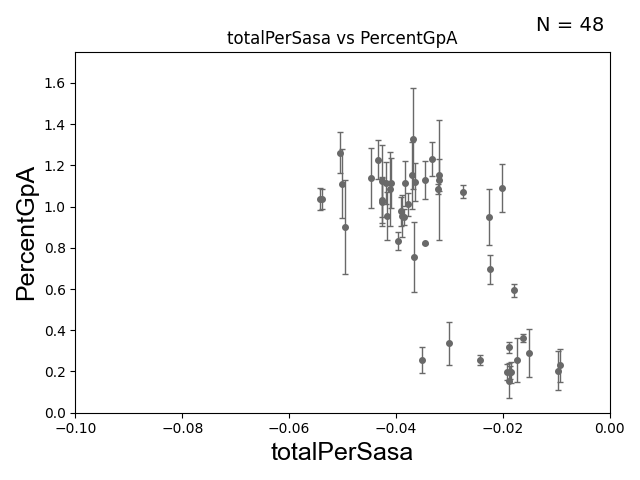 N = 48
totalPerSasa vs PercentGpA
PercentGpA
1.6
1.4
1.2
1.0
0.8
0.6
0.4
0.2
0.0
−0.10 −0.08 −0.06 −0.04 −0.02 0.00
totalPerSasa